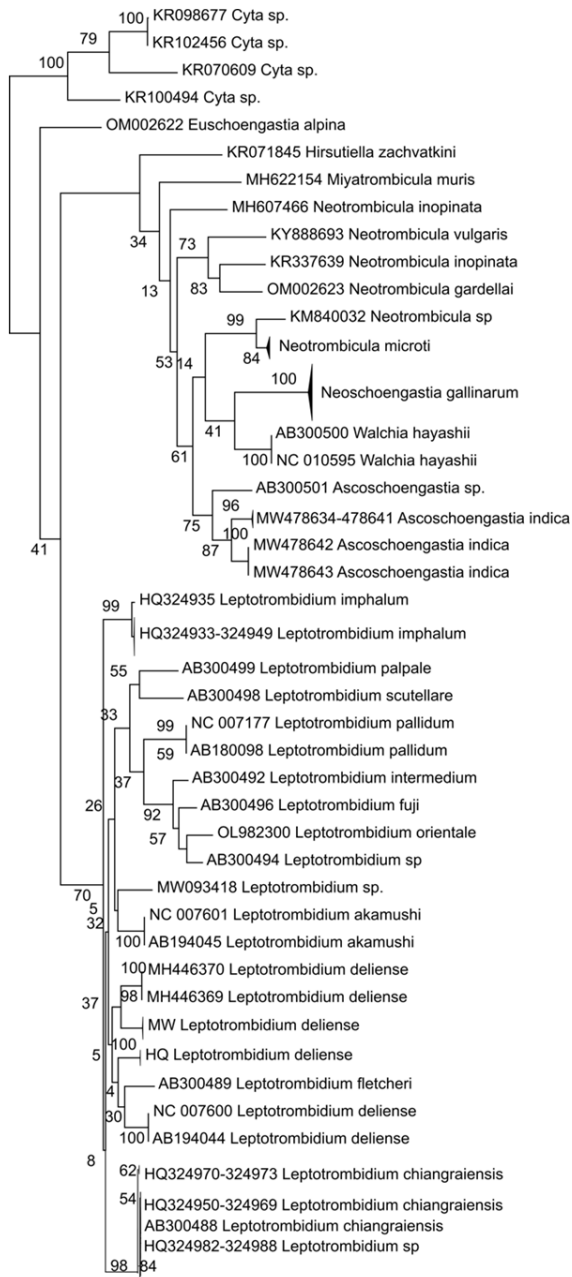 100 KR098677 Cyta sp.
79 KR102456 Cyta sp.
100 KR070609 Cyta sp.
KR100494 Cyta sp.
OM002622 Euschoengastia alpina
KR071845 Hirsutiella zachvatkini
MH622154 Miyatrombicula muris
34 MH607466 Neotrombicula inopinata
73 KY888693 Neotrombicula vulgaris
KR337639 Neotrombicula inopinata
13 83 OM002623 Neotrombicula gardellai
99 KM840032 Neotrombicula sp
84 Neotrombicula microti
53 14
100 Neoschoengastia gallinarum
41 AB300500 Walchia hayashii
61 100 NC 010595 Walchia hayashii
AB300501 Ascoschoengastia sp.
96 MW478634-478641 Ascoschoengastia indica
75 100
87 MW478642 Ascoschoengastia indica
41
MW478643 Ascoschoengastia indica
99 HQ324935 Leptotrombidium imphalum
HQ324933-324949 Leptotrombidium imphalum
55 AB300499 Leptotrombidium palpale
AB300498 Leptotrombidium scutellare
33 99 NC 007177 Leptotrombidium pallidum
59 AB180098 Leptotrombidium pallidum
37 AB300492 Leptotrombidium intermedium
26 92 AB300496 Leptotrombidium fuji
57 OL982300 Leptotrombidium orientale
AB300494 Leptotrombidium sp
70 MW093418 Leptotrombidium sp.
5
32 NC 007601 Leptotrombidium akamushi
100 AB194045 Leptotrombidium akamushi
100 MH446370 Leptotrombidium deliense
98 MH446369 Leptotrombidium deliense
37 MW Leptotrombidium deliense
100
5 HQ Leptotrombidium deliense
4 AB300489 Leptotrombidium fletcheri
30 NC 007600 Leptotrombidium deliense
100 AB194044 Leptotrombidium deliense
8
62 HQ324970-324973 Leptotrombidium chiangraiensis
54 HQ324950-324969 Leptotrombidium chiangraiensis
AB300488 Leptotrombidium chiangraiensis
HQ324982-324988 Leptotrombidium sp
98 84